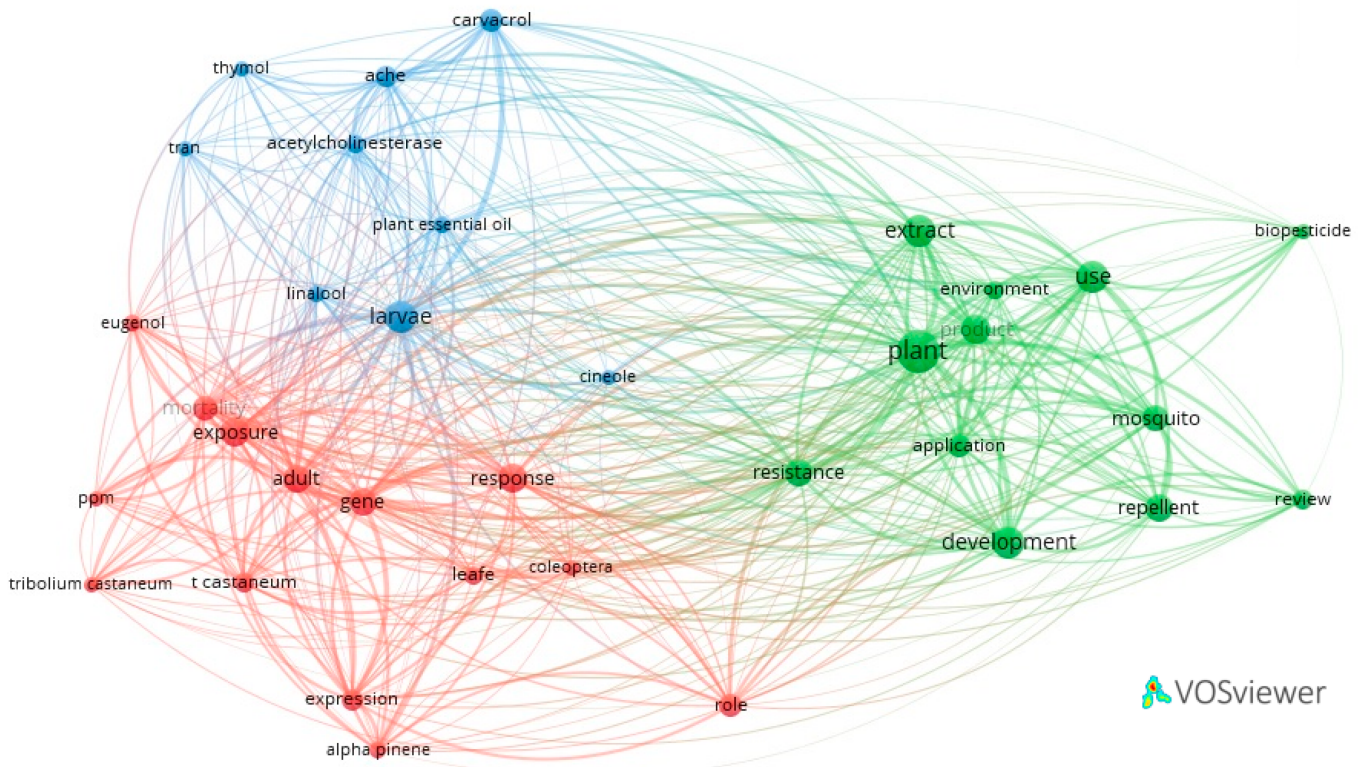 carvacrol
thymol
ache
tran
acetylcholinesterase
plant essential oil
extract
biopesticide
use
environment
linalool
larvae
eugenol
product
plant
cineole
mortality
exposure
mosquito
application
adult
response
resistance
gene
ppm
review
repellent
development
coleoptera
leafe
tribolium castaneum
t castaneum
expression
role
alpha pinene
VOSviewer